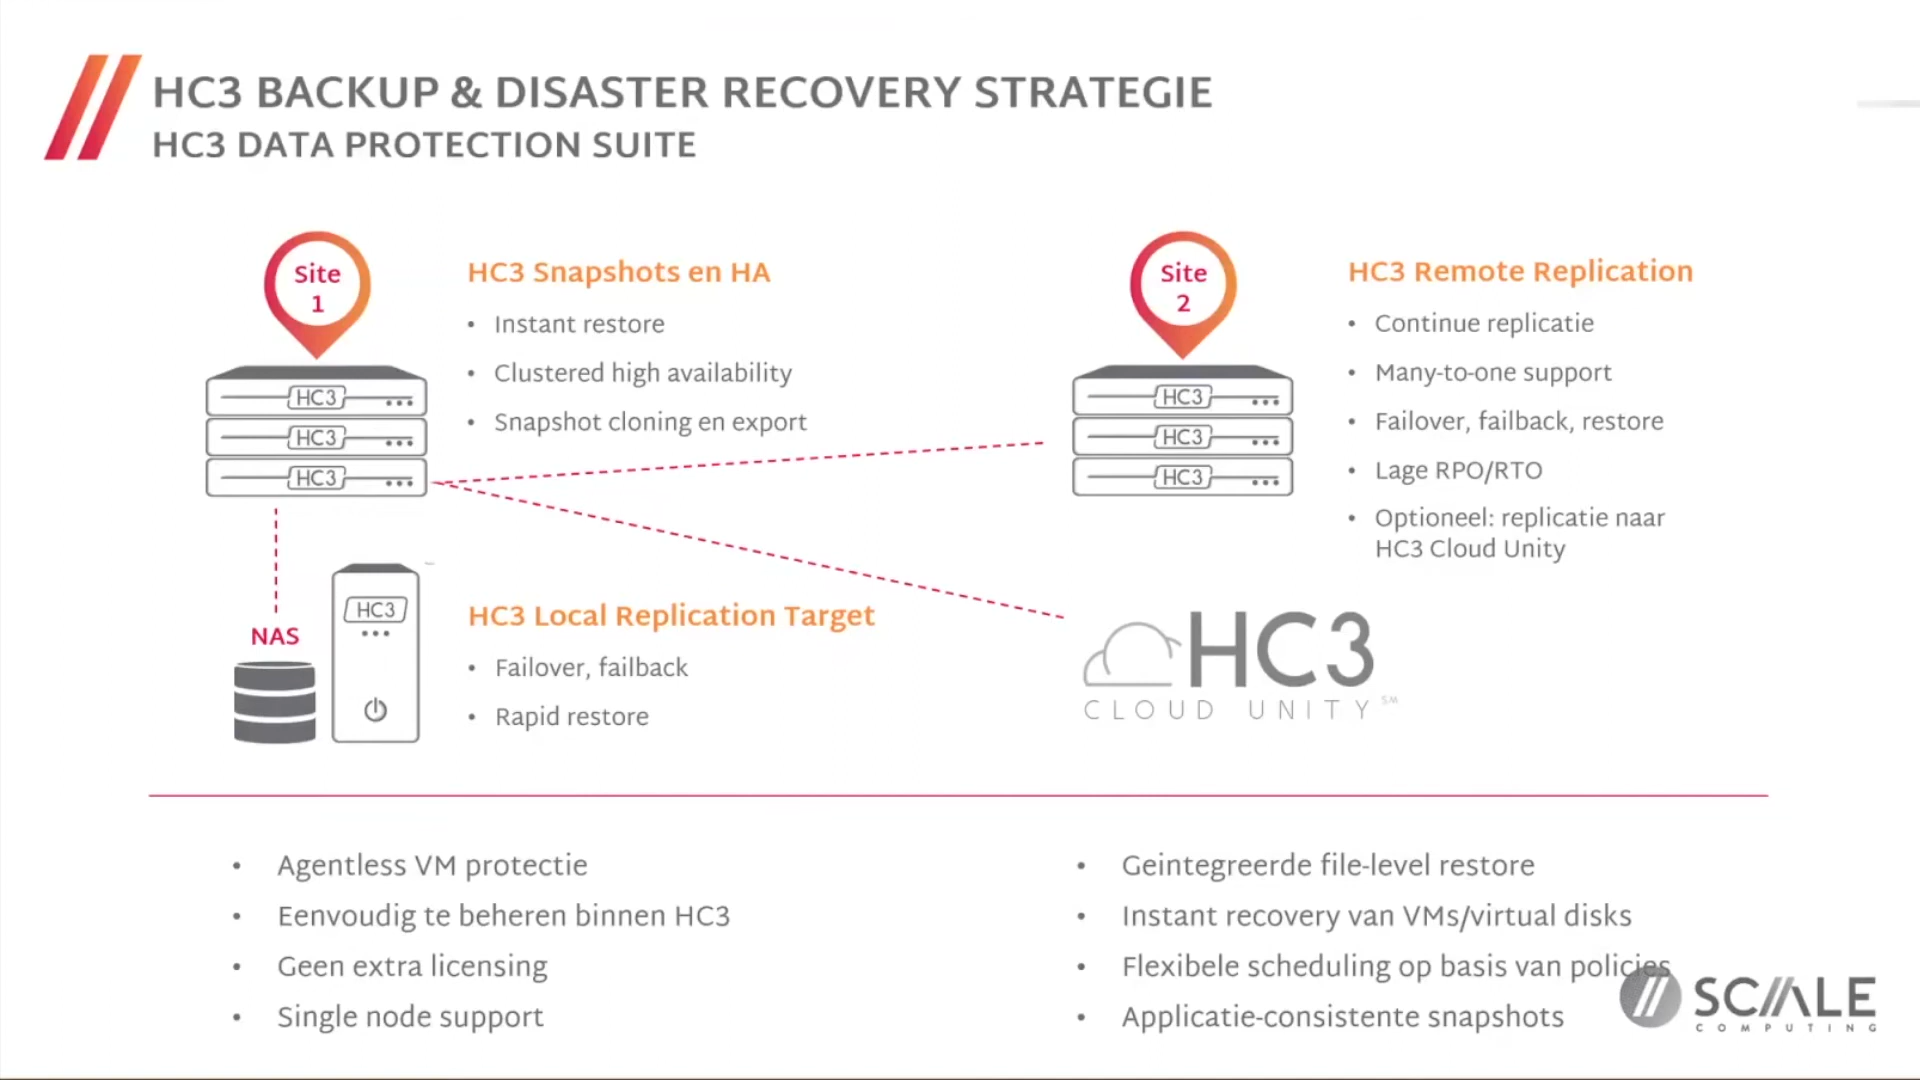 HC3 BACKUP & DISASTER RECOVERY STRATEGIE
HC3 DATA PROTECTION SUITE
Site
1
HC3 Snapshots en HA
• Instant restore
• Clustered high availability
• Snapshot cloning en export
HC3
HC3
HC3
Site
2
HC3 Remote Replication
• Continue replicatie
• Many-to-one support
• Failover, failback, restore
• Lage RPO/RTO
• Optioneel: replicatie naar
HC3 Cloud Unity
HC3
HC3
HC3
NAS
HC3
HC3 Local Replication Target
• Failover, failback
• Rapid restore
HC3
CLOUD UNITY℠
• Agentless VM protectie
• Eenvoudig te beheren binnen HC3
• Geen extra licensing
• Single node support
• Geintegreerde file-level restore
• Instant recovery van VMs/virtual disks
• Flexibele scheduling op basis van policies
• Applicatie-consistente snapshots
SCALE
COMPUTING